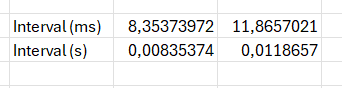 Interval (ms) 8,35373972 11,8657021
Interval (s) 0,00835374 0,0118657